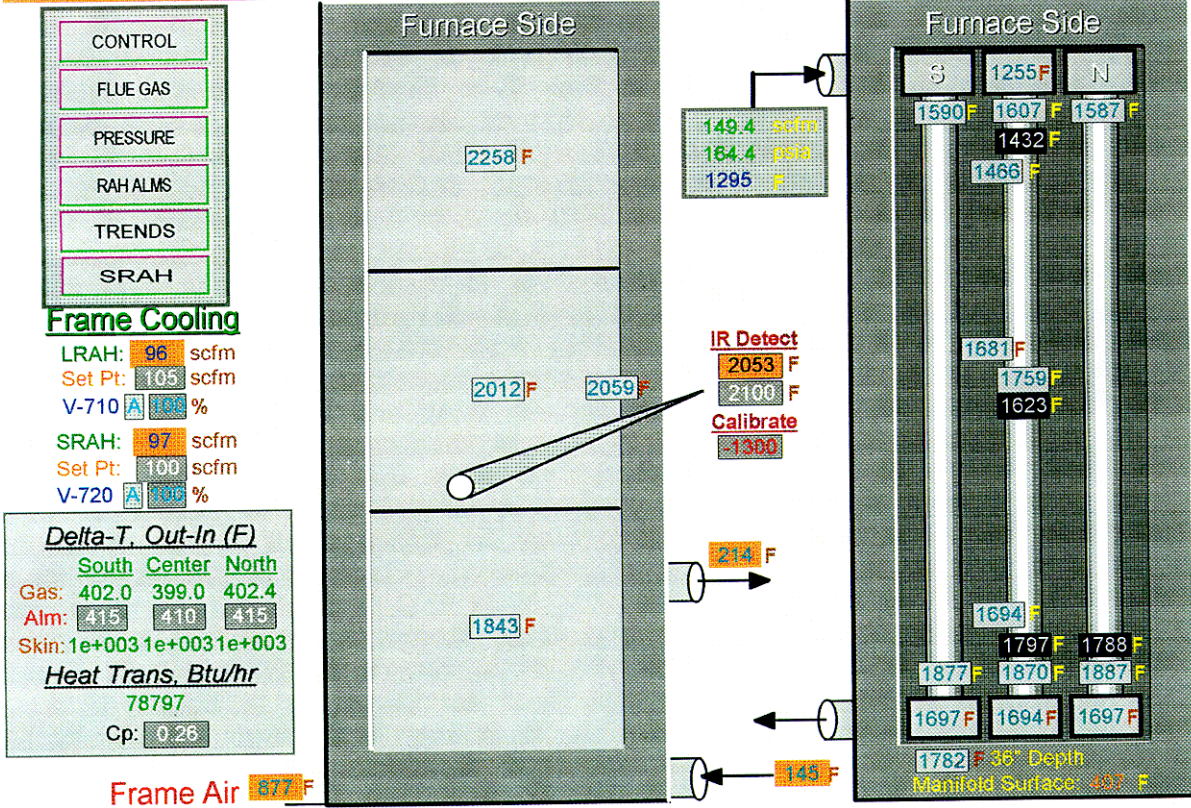 CONTROL
FLUE GAS
PRESSURE
RAH ALMS
TRENDS
SRAH
Frame Cooling
LRAH: 96 scfm
Set Pt: 105 scfm
V-710 A 100 %
SRAH: 97 scfm
Set Pt: 100 scfm
V-720 A 100 %
Delta-T, Out-In (F)
South Center North
Gas: 402.0 399.0 402.4
Alm: 415 410 415
Skin: 1e+003 1e+003 1e+003
Heat Trans, Btu/hr
78797
Cp: 0.26
Frame Air 877 F
Furnace Side
2258 F
2012 F 2059 F
1843 F
149.4 scfm
164.4 psia
1295 F
IR Detect
2053 F
2100 F
Calibrate
-1300
214 F
145 F
Furnace Side
S 1255 F N
1590 F 1607 F 1587 F
1432 F
1466 F
1681 F
1759 F
1623 F
1694 F
1797 F 1788 F
1877 F 1870 F 1887 F
1697 F 1694 F 1697 F
1782 F 36" Depth
Manifold Surface: F